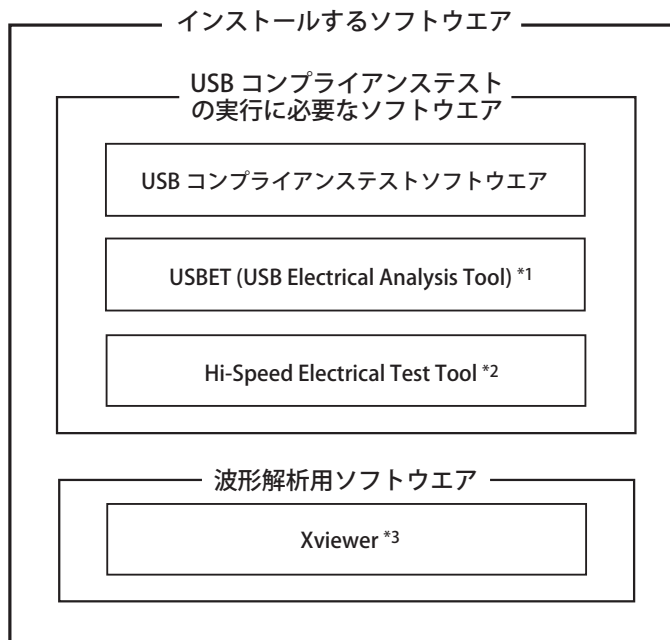 インストールするソフトウエア
USB コンプライアンステスト
の実行に必要なソフトウエア
USB コンプライアンステストソフトウエア
USBET (USB Electrical Analysis Tool) *1
Hi-Speed Electrical Test Tool *2
波形解析用ソフトウエア
Xviewer *3